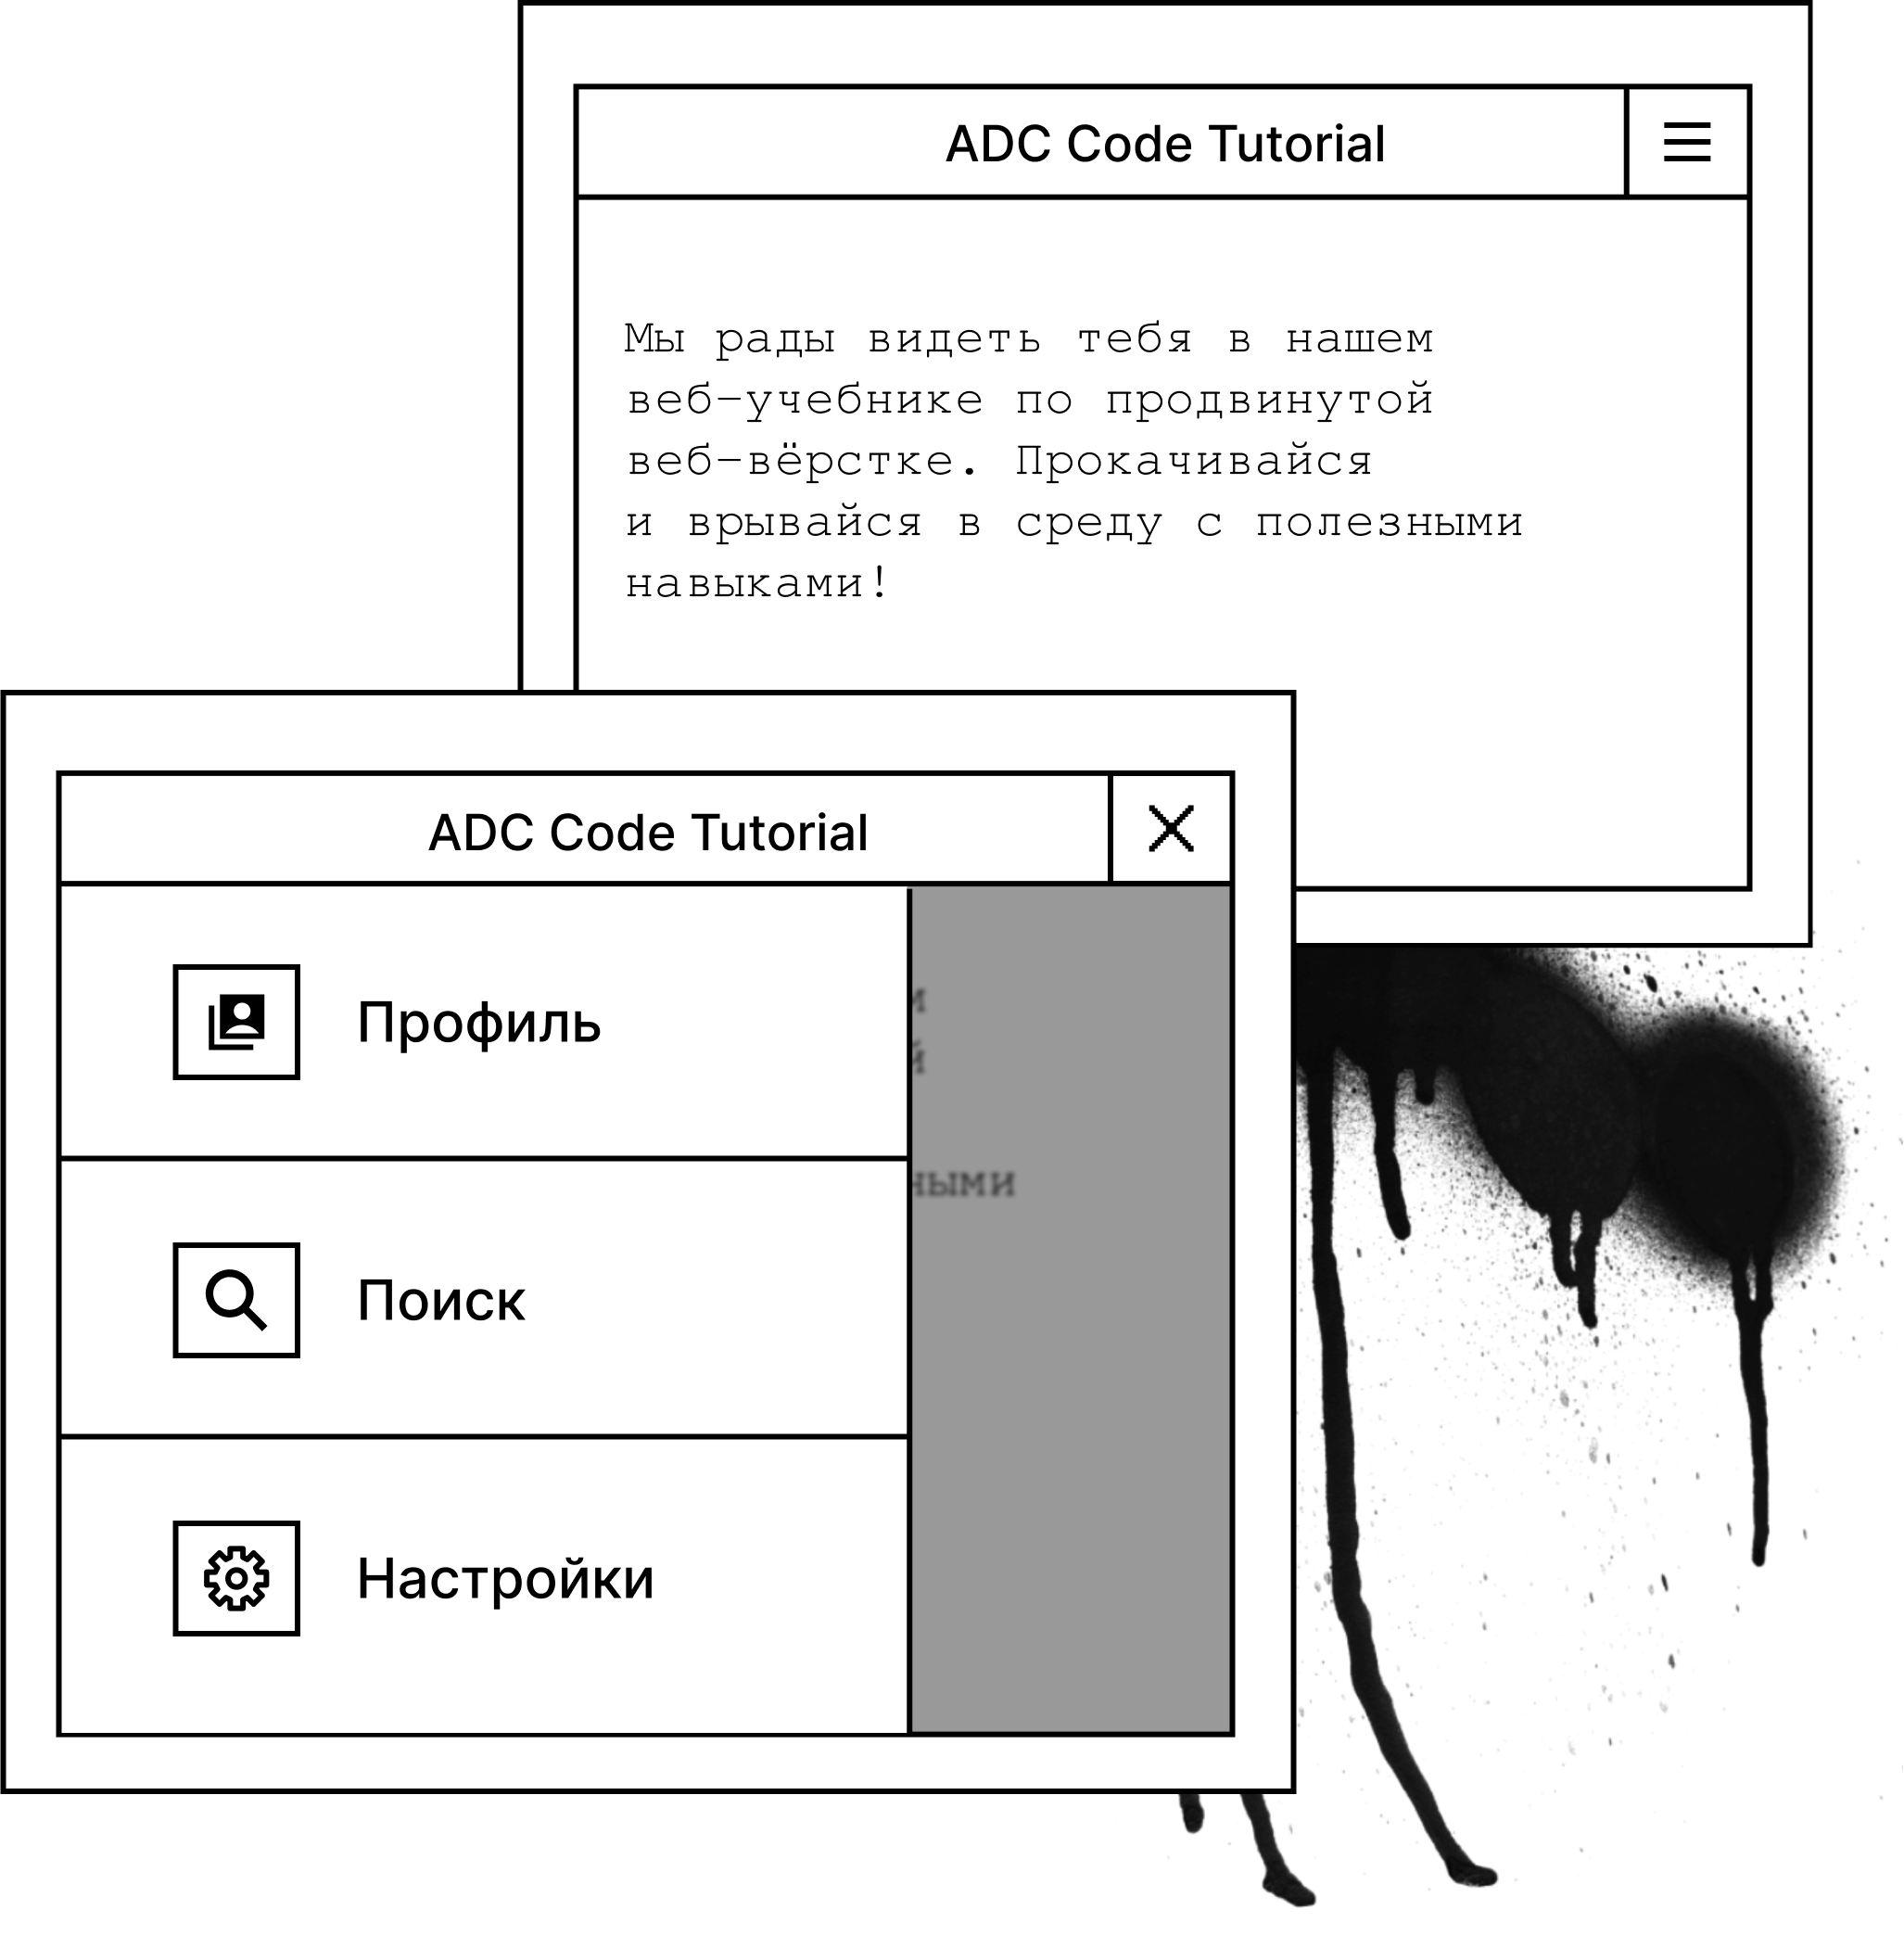 ADC Code Tutorial
Мы рады видеть тебя в нашем
веб-учебнике по продвинутой
веб-вёрстке. Прокачивайся
и врывайся в среду с полезными
навыками!
ADC Code Tutorial
Профиль
Поиск
Настройки